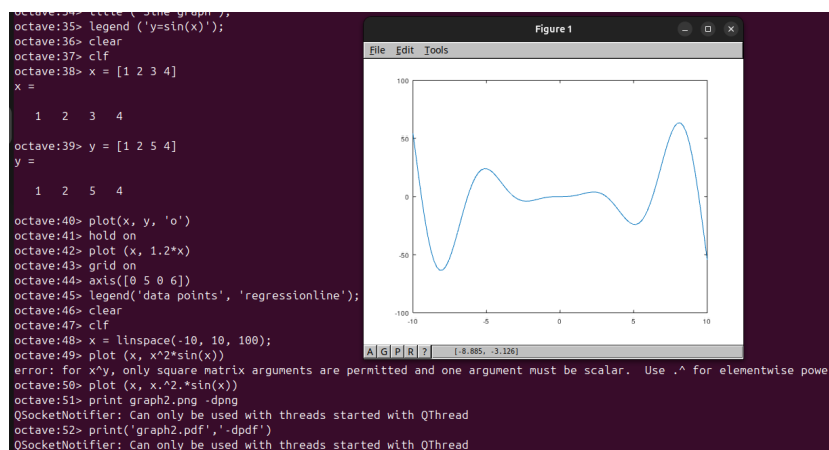 octave:34> title ("Sine graph");
octave:35> legend ('y=sin(x)');
octave:36> clear
octave:37> clf
octave:38> x = [1 2 3 4]
x =
1 2 3 4
octave:39> y = [1 2 5 4]
y =
1 2 5 4
octave:40> plot(x, y, 'o')
octave:41> hold on
octave:42> plot (x, 1.2*x)
octave:43> grid on
octave:44> axis([0 5 0 6])
octave:45> legend('data points', 'regressionline');
octave:46> clear
octave:47> clf
octave:48> x = linspace(-10, 10, 100);
octave:49> plot (x, x^2*sin(x))
error: for x^y, only square matrix arguments are permitted and one argument must be scalar. Use .^ for elementwise powe
octave:50> plot (x, x.^2.*sin(x))
octave:51> print graph2.png -dpng
QSocketNotifier: Can only be used with threads started with QThread
octave:52> print('graph2.pdf','-dpdf')
QSocketNotifier: Can only be used with threads started with QThread
Figure 1
File Edit Tools
100
50
0
-50
-100
-10 -5 0 5 10
A G P R ? [-8.885, -3.126]